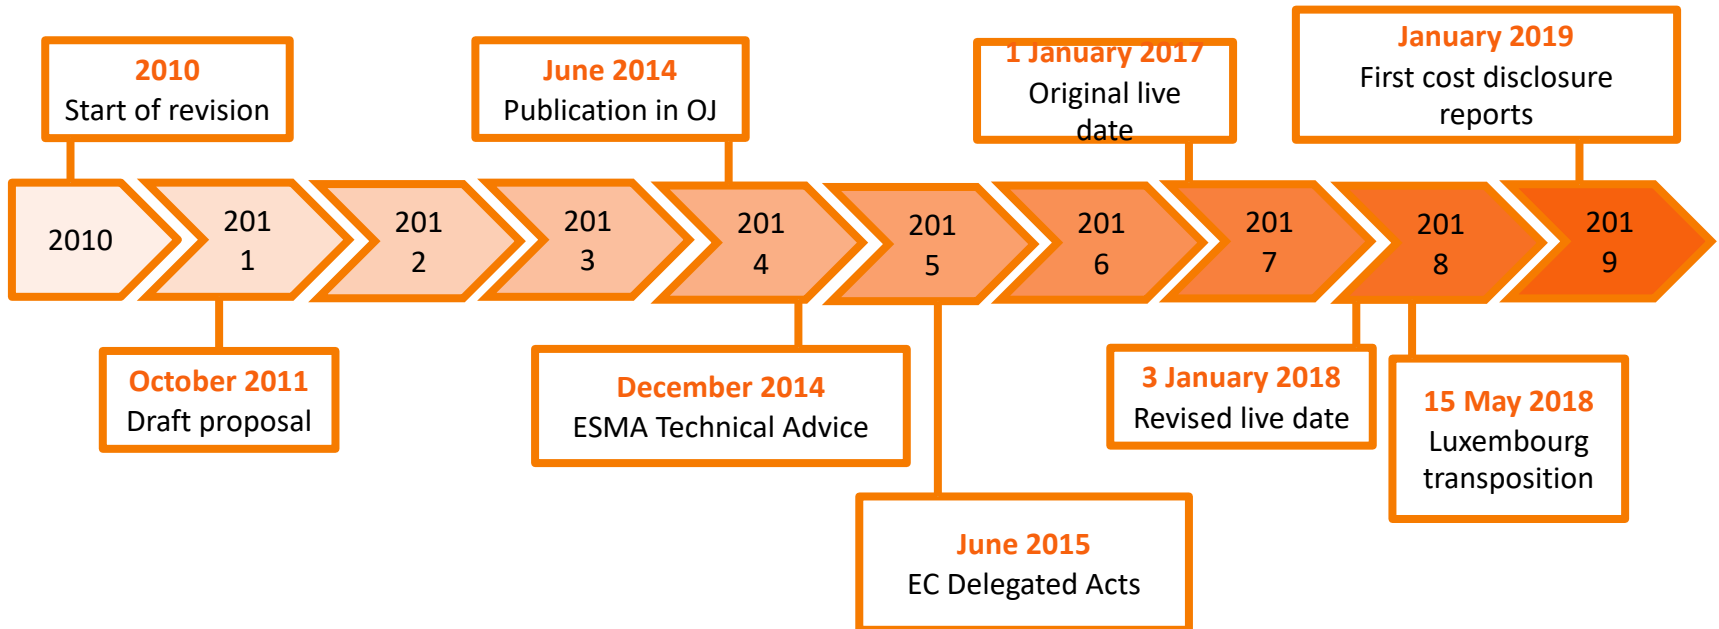 2010
Start of revision
June 2014
Publication in OJ
1 January 2017
Original live
date
January 2019
First cost disclosure
reports
2010
201
1
201
2
201
3
201
4
201
5
201
6
201
7
201
8
201
9
October 2011
Draft proposal
December 2014
ESMA Technical Advice
June 2015
EC Delegated Acts
3 January 2018
Revised live date
15 May 2018
Luxembourg
transposition